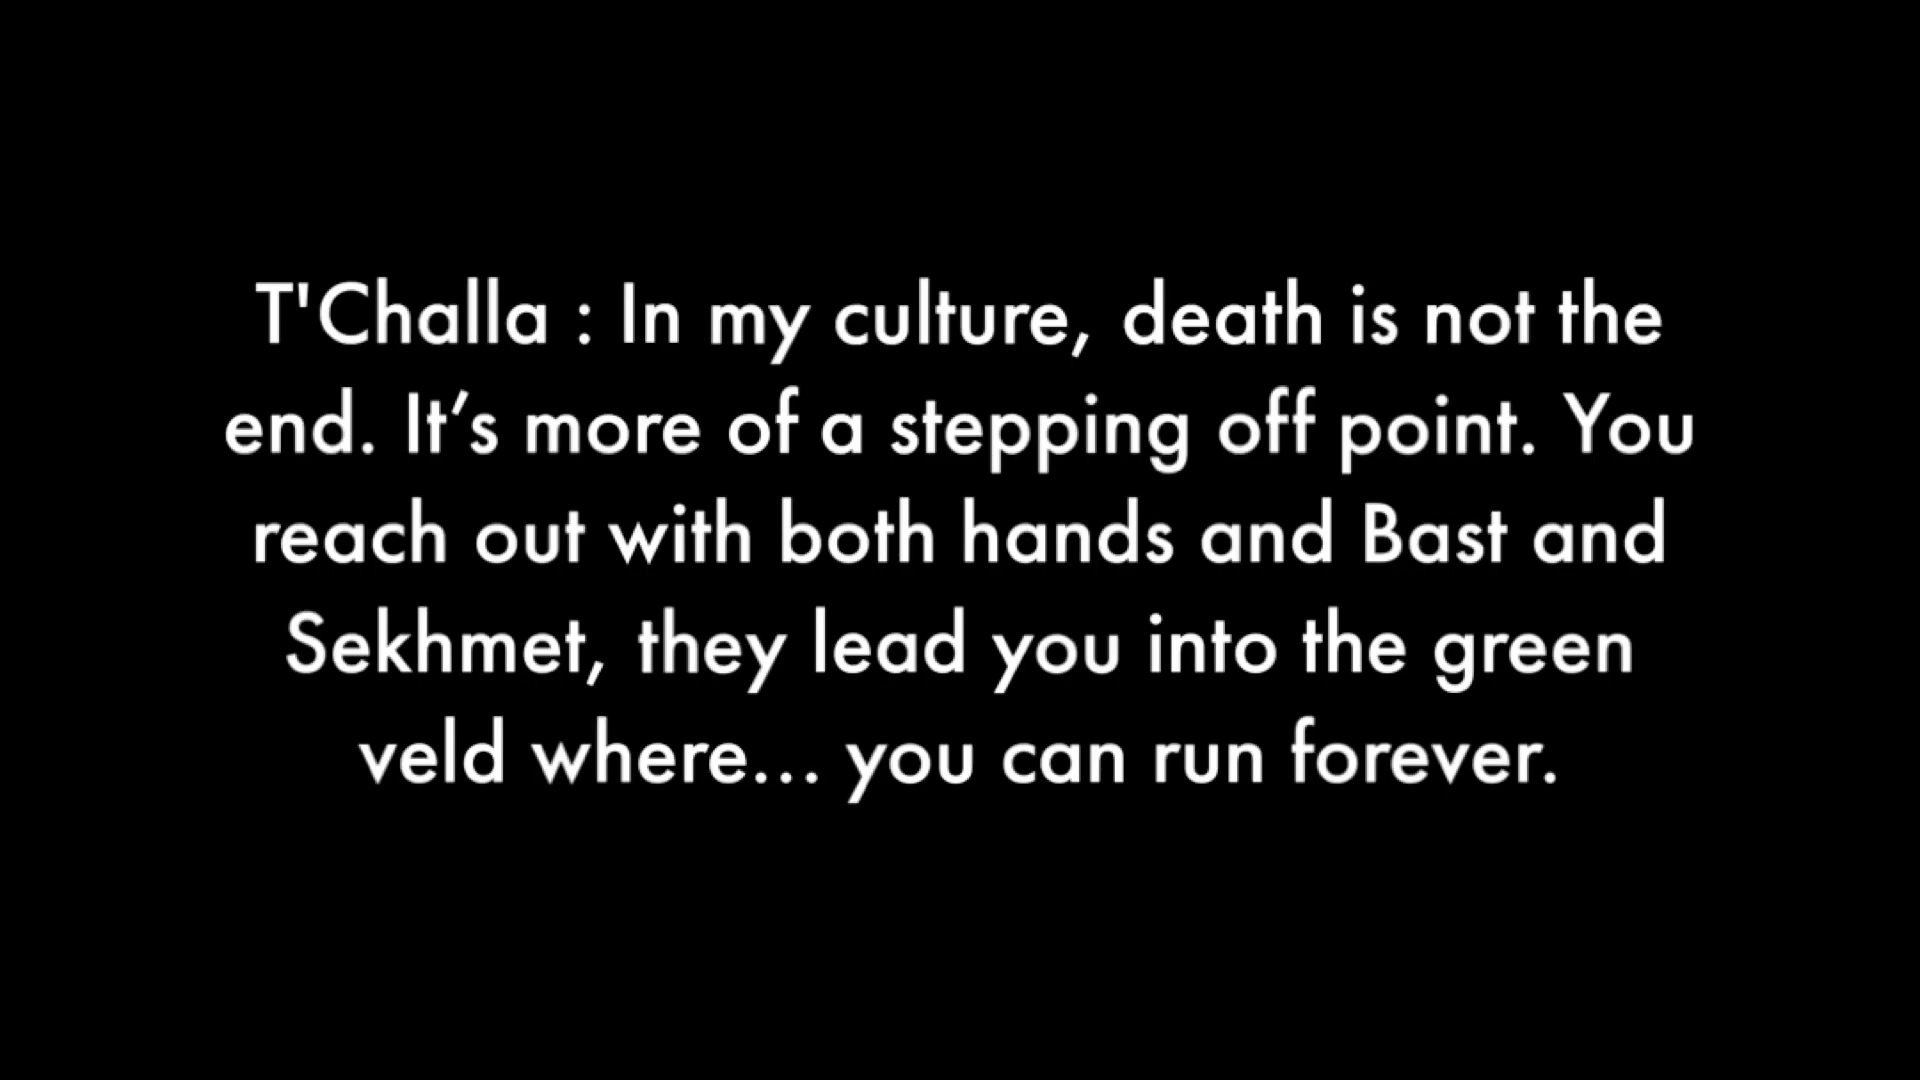 T'Challa : In my culture, death is not the
end. It’s more of a stepping off point. You
reach out with both hands and Bast and
Sekhmet, they lead you into the green
veld where... you can run forever.